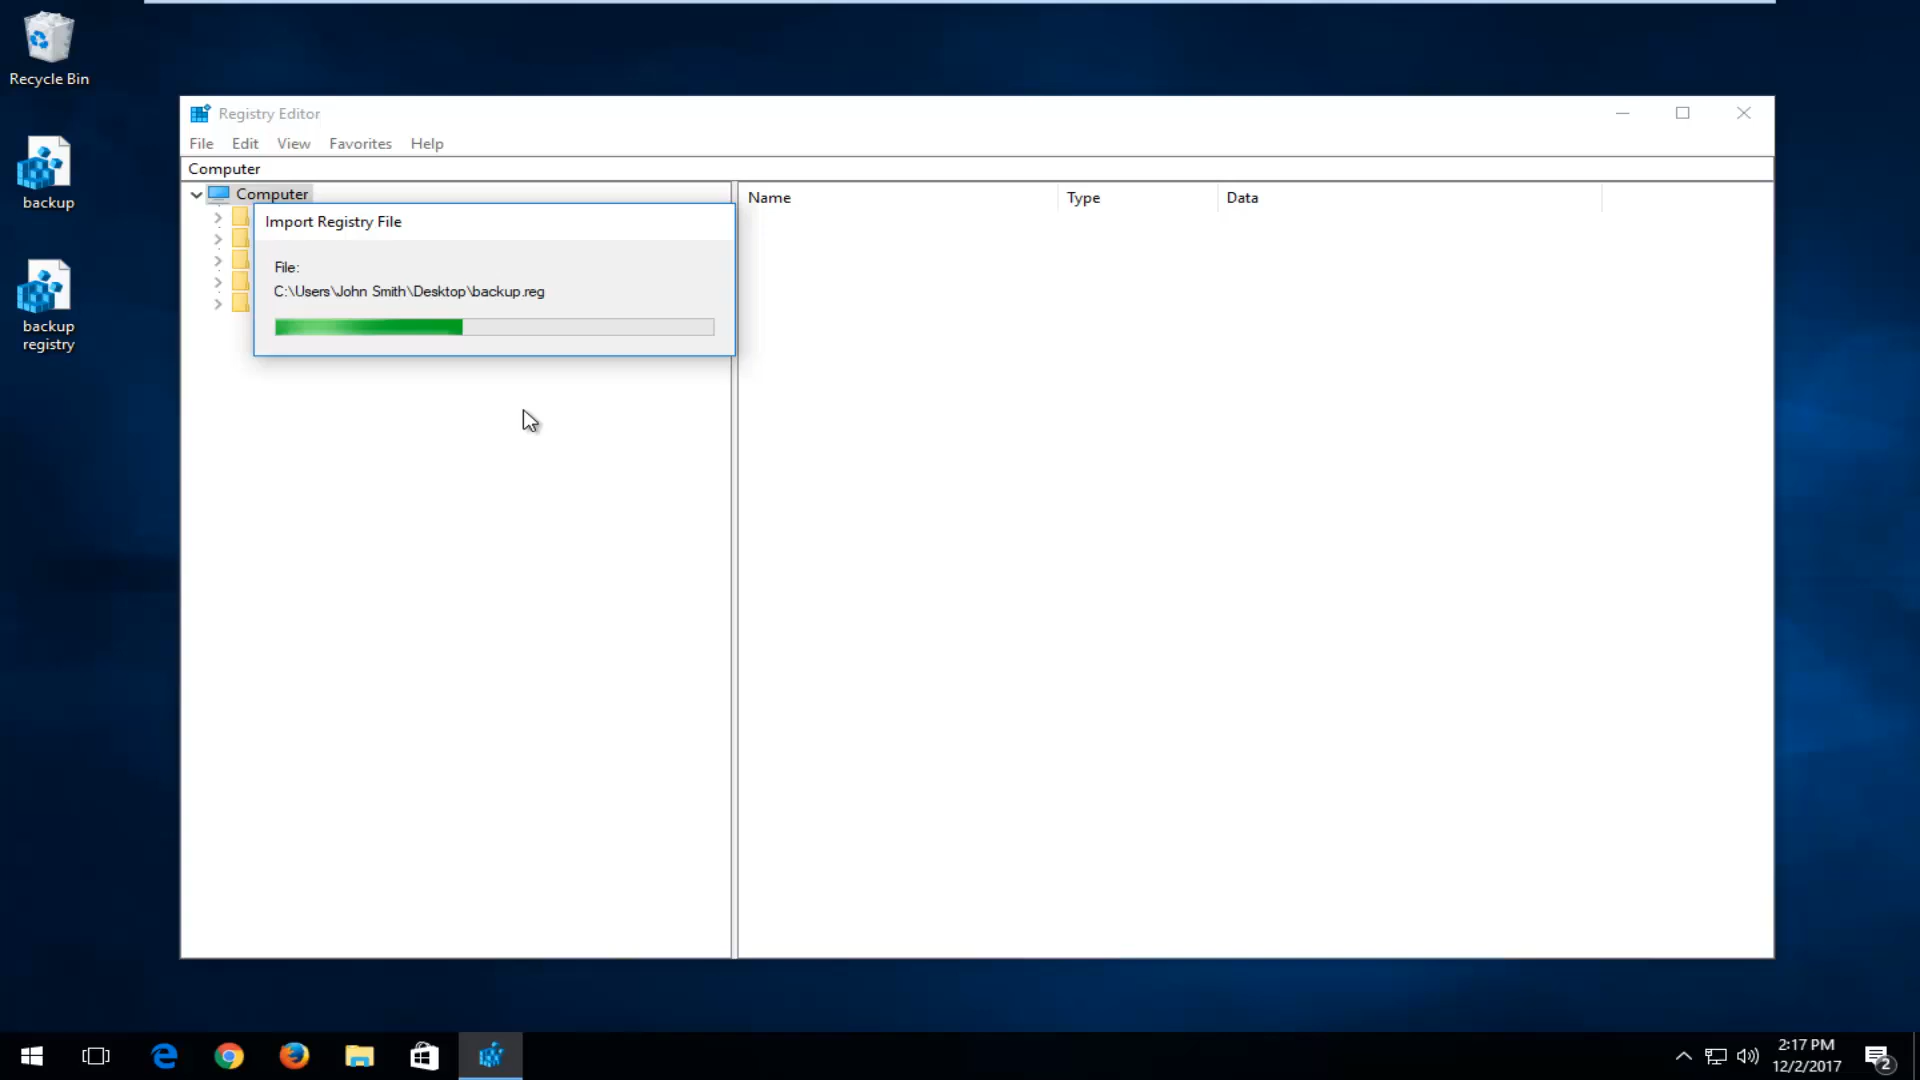 Recycle Bin
backup
backup
registry
Registry Editor
File Edit View Favorites Help
Computer
Computer
Name Type Data
Import Registry File
File:
C:\Users\John Smith\Desktop\backup.reg
2:17 PM
12/2/2017
2